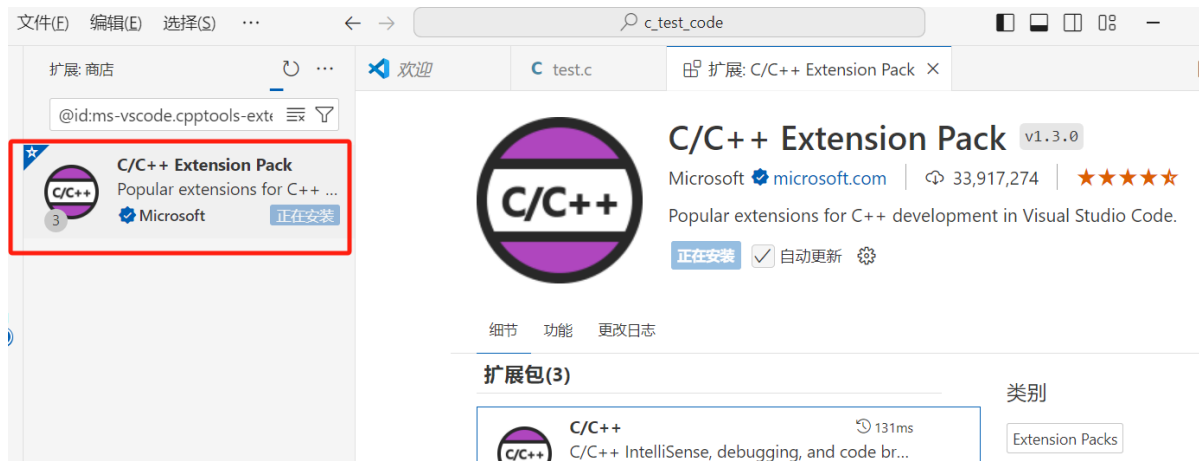 文件(F) 编辑(E) 选择(S) ··· c_test_code
扩展: 商店
@id:ms-vscode.cpptools-exte
C/C++ Extension Pack
Popular extensions for C++ ...
Microsoft 正在安装
C/C++
3
欢迎 C test.c 扩展: C/C++ Extension Pack
C/C++
C/C++ Extension Pack v1.3.0
Microsoft microsoft.com 33,917,274
Popular extensions for C++ development in Visual Studio Code.
正在安装 自动更新
细节 功能 更改日志
扩展包(3)
C/C++ 131ms
C/C++ IntelliSense, debugging, and code br...
C/C++
类别
Extension Packs